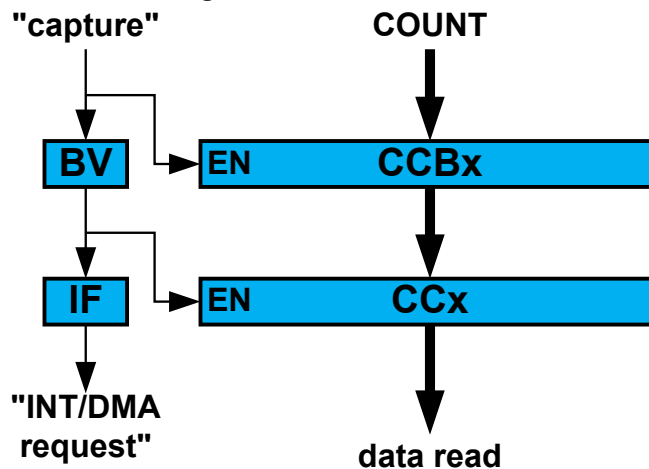 "capture" COUNT
BV EN CCBx
IF EN CCx
"INT/DMA
request"
data read